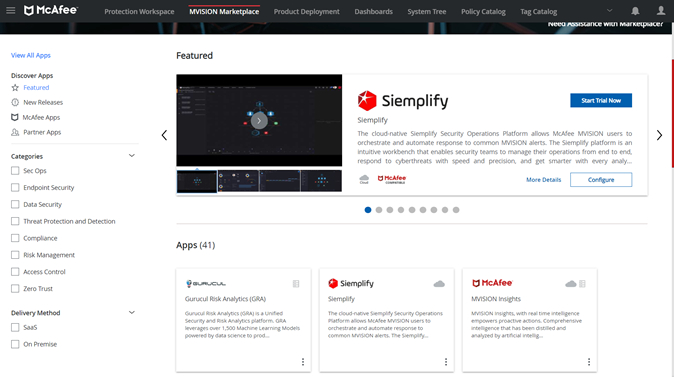 McAfee
Protection Workspace
MVISION Marketplace
Product Deployment
Dashboards
System Tree
Policy Catalog
Tag Catalog
Need Assistance with Marketplace?
View All Apps
Discover Apps
Featured
New Releases
McAfee Apps
Partner Apps
Categories
Sec Ops
Endpoint Security
Data Security
Threat Protection and Detection
Compliance
Risk Management
Access Control
Zero Trust
Delivery Method
SaaS
On Premise
Featured
Siemplify
Start Trial Now
Siemplify
The cloud-native Siemplify Security Operations Platform allows McAfee MVISION users to
orchestrate and automate response to common MVISION alerts. The Siemplify platform is an
intuitive workbench that enables security teams to manage their operations from end to end,
respond to cyberthreats with speed and precision, and get smarter with every analy...
Cloud
McAfee
COMPATIBLE
More Details
Configure
Apps (41)
GURUCUL
Gurucul Risk Analytics (GRA)
Gurucul Risk Analytics (GRA) is a Unified
Security and Risk Analytics platform. GRA
leverages over 1,500 Machine Learning Models
powered by data science to prod...
Siemplify
Siemplify
The cloud-native Siemplify Security Operations
Platform allows McAfee MVISION users to
orchestrate and automate response to
common MVISION alerts. The Siemplify...
McAfee
MVISION Insights
MVISION Insights, with real time intelligence
empowers proactive actions. Comprehensive
intelligence that has been distilled and
analyzed by artificial intellig...